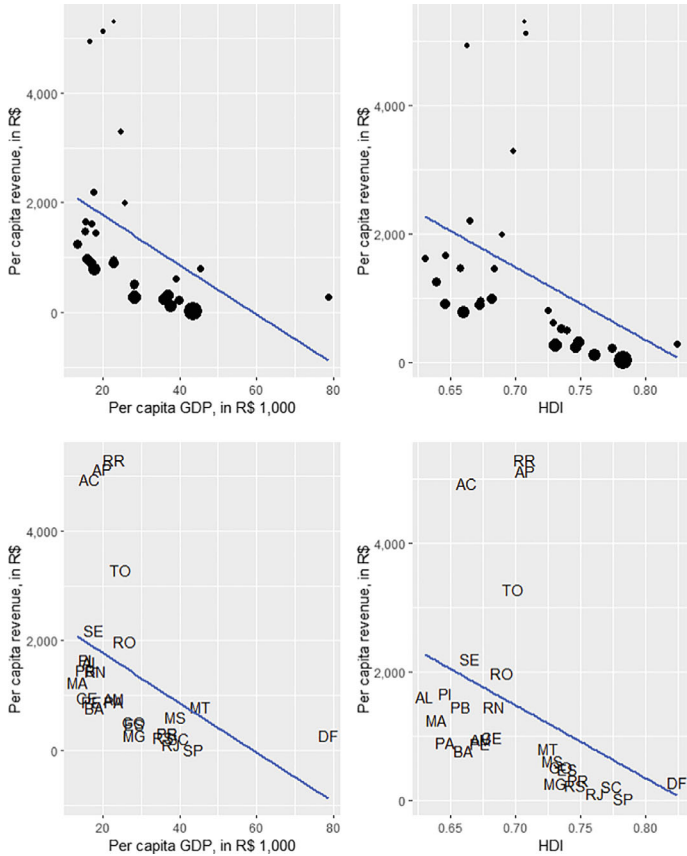 Per capita revenue, in R$
4,000
2,000
0
20 40 60 80
Per capita GDP, in R$ 1,000
Per capita revenue, in R$
4,000
2,000
0
0.65 0.70 0.75 0.80
HDI
Per capita revenue, in R$
4,000
2,000
0
RR
AP
AC
TO
SE
RO
RN
MA
BA
MT
MS
MG
DF
SC
RJ
SP
20 40 60 80
Per capita GDP, in R$ 1,000
Per capita revenue, in R$
4,000
2,000
0
RR
AP
AC
TO
SE
RO
AL
PI
PB
RN
MA
PA
CE
BA
MT
MS
ES
MG
RS
SC
RJ
SP
DF
0.65 0.70 0.75 0.80
HDI